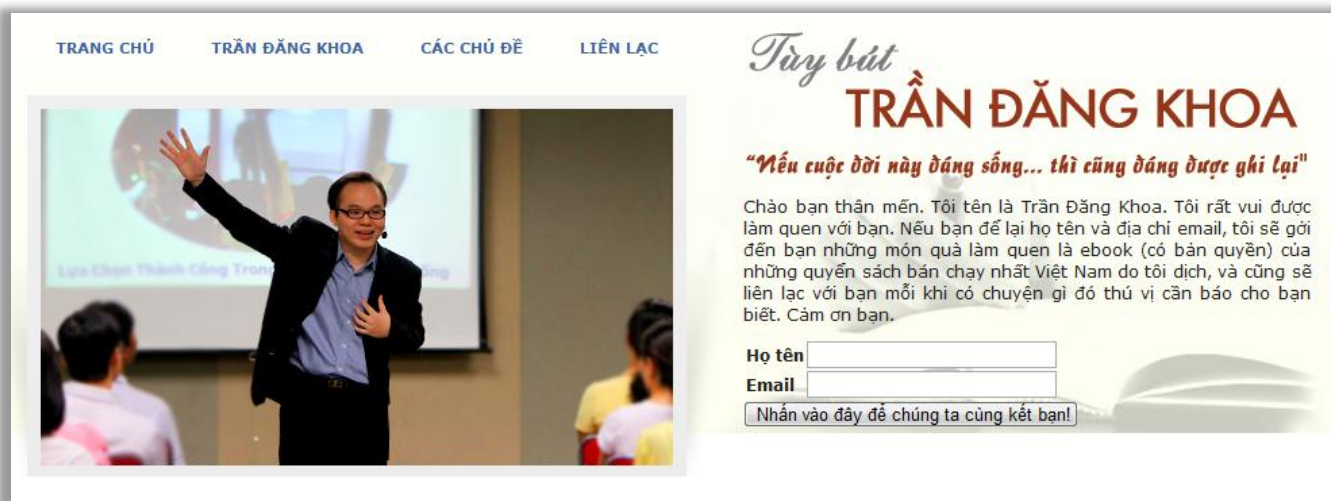 TRANG CHỦ TRẦN ĐĂNG KHOA CÁC CHỦ ĐỀ LIÊN LẠC
Lựa Chọn Thành Công Trong
Tùy bút
TRẦN ĐĂNG KHOA
“Nếu cuộc đời này đáng sống... thì cũng đáng được ghi lại"
Chào bạn thân mến. Tôi tên là Trần Đăng Khoa. Tôi rất vui được
làm quen với bạn. Nếu bạn để lại họ tên và địa chỉ email, tôi sẽ gởi
đến bạn những món quà làm quen là ebook (có bản quyền) của
những quyển sách bán chạy nhất Việt Nam do tôi dịch, và cũng sẽ
liên lạc với bạn mỗi khi có chuyện gì đó thú vị cần báo cho bạn
biết. Cảm ơn bạn.
Họ tên
Email
Nhấn vào đây để chúng ta cùng kết bạn!